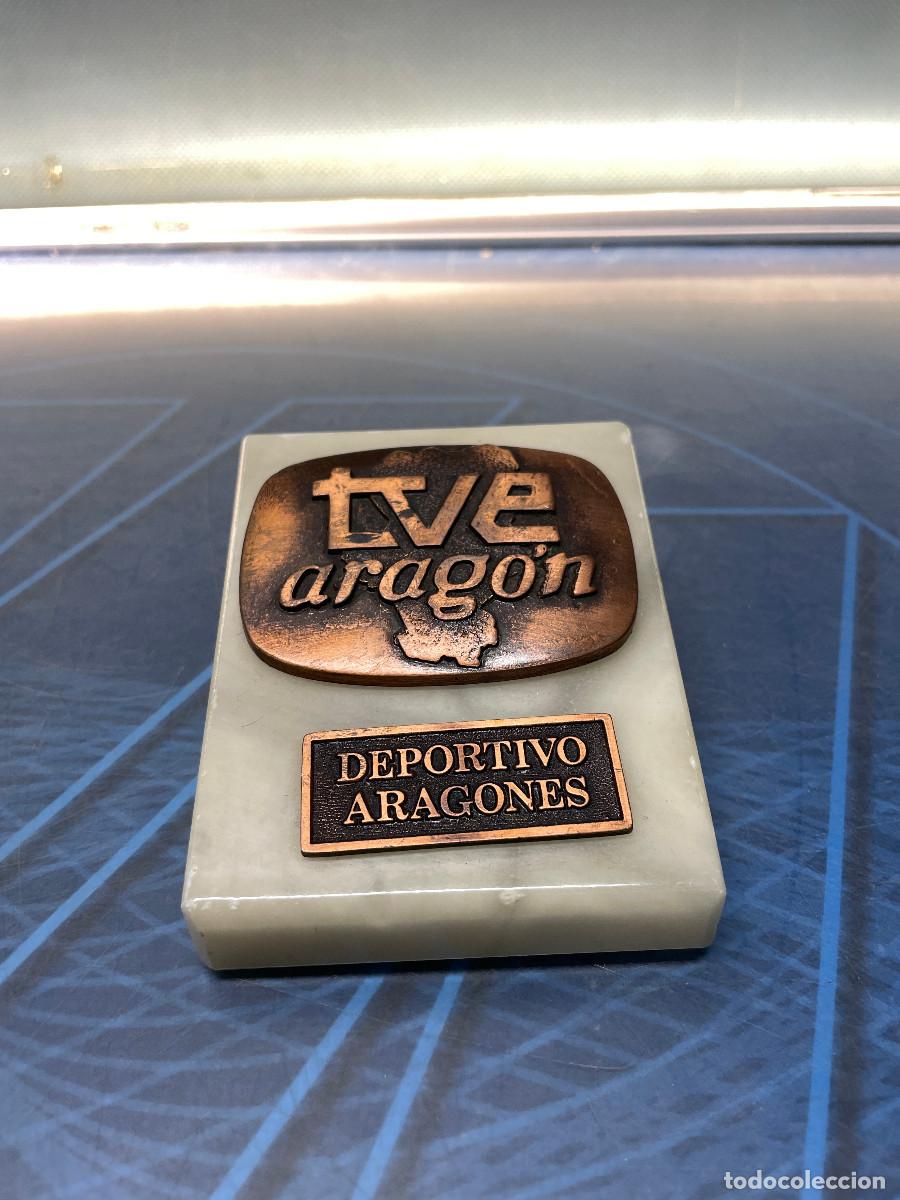 tve
aragón
DEPORTIVO
ARAGONES
todocoleccion